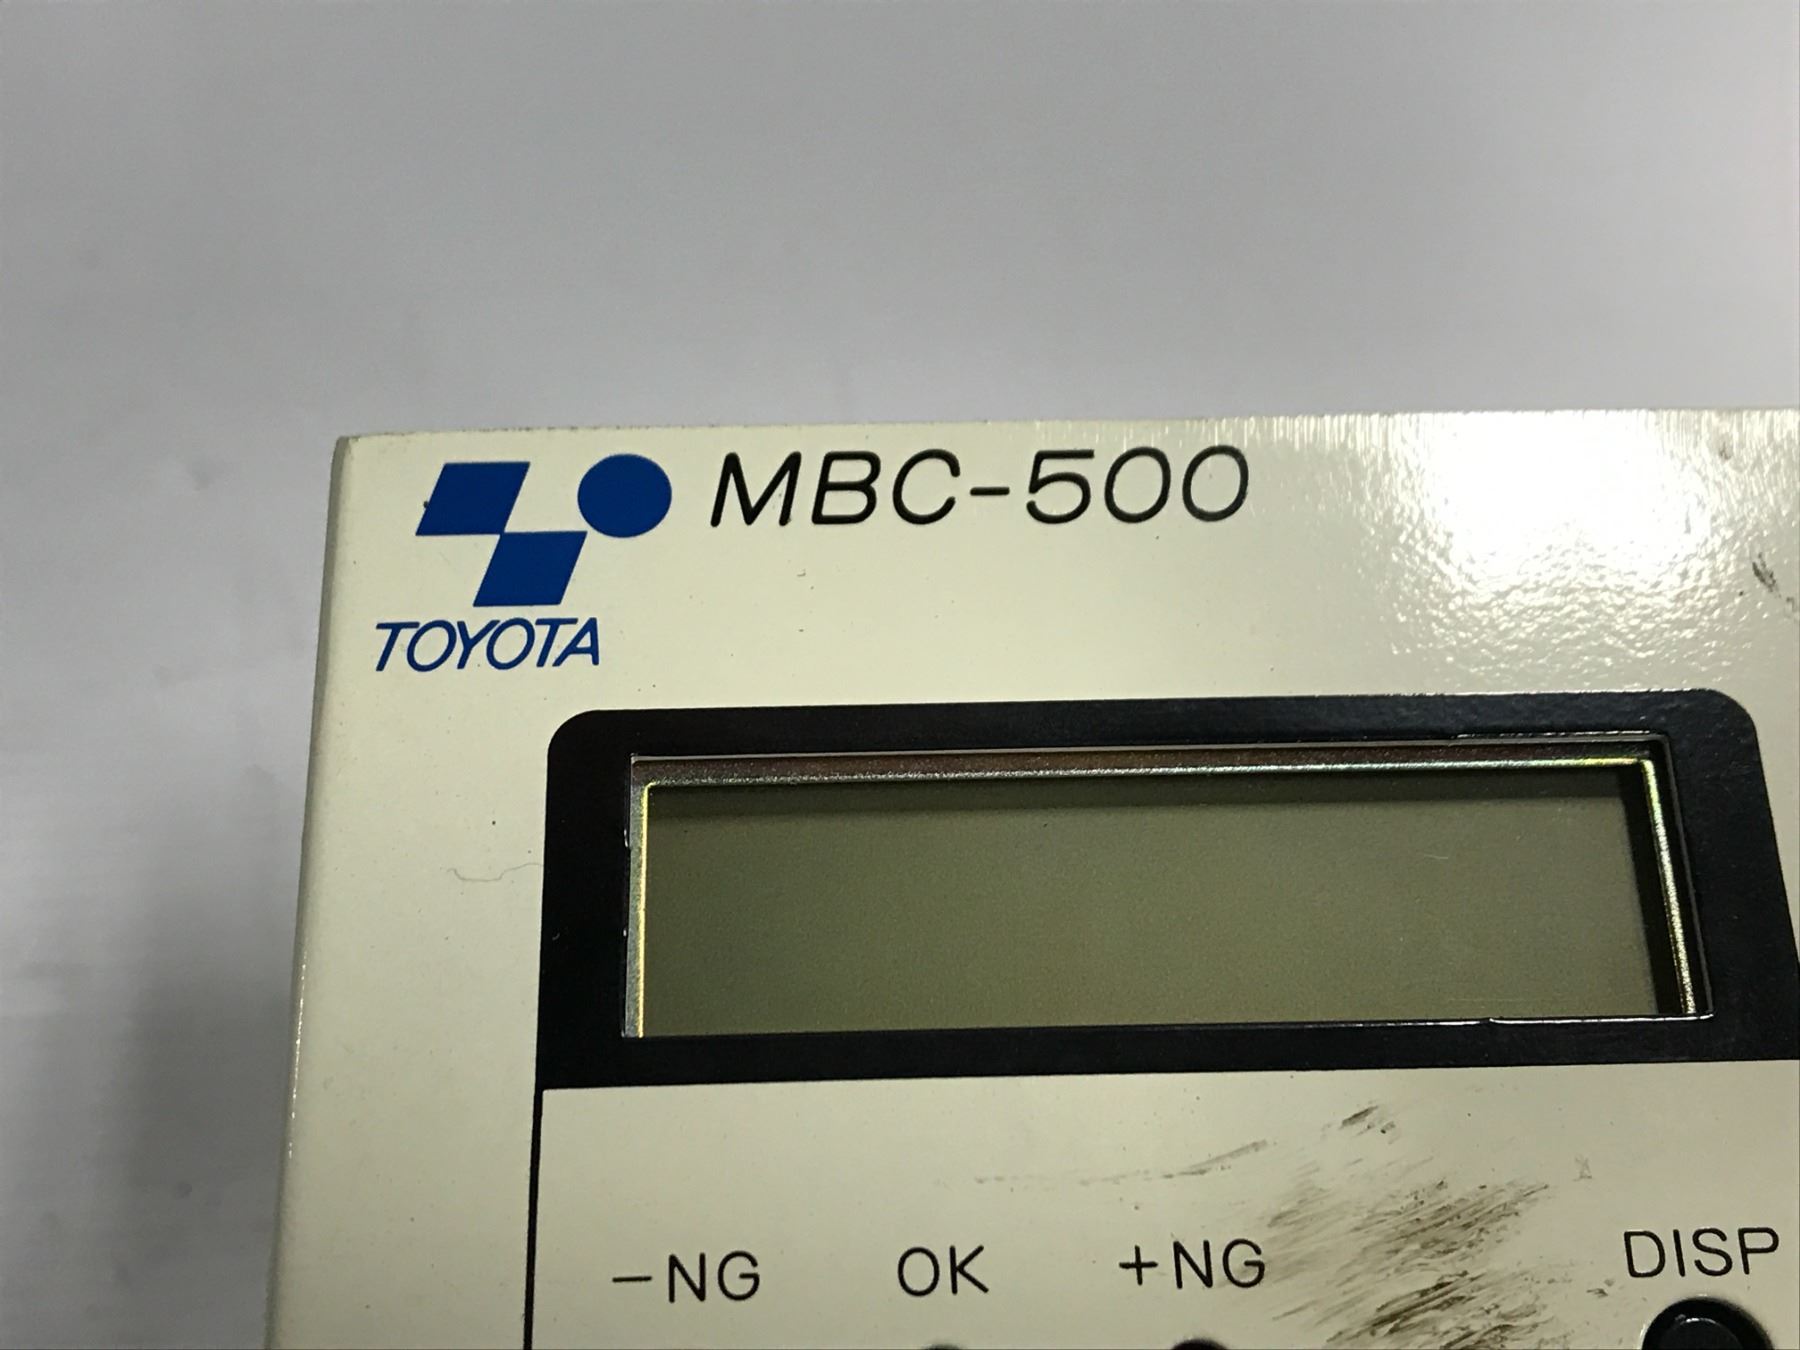 MBC-500
TOYOTA
-NG OK +NG DISP